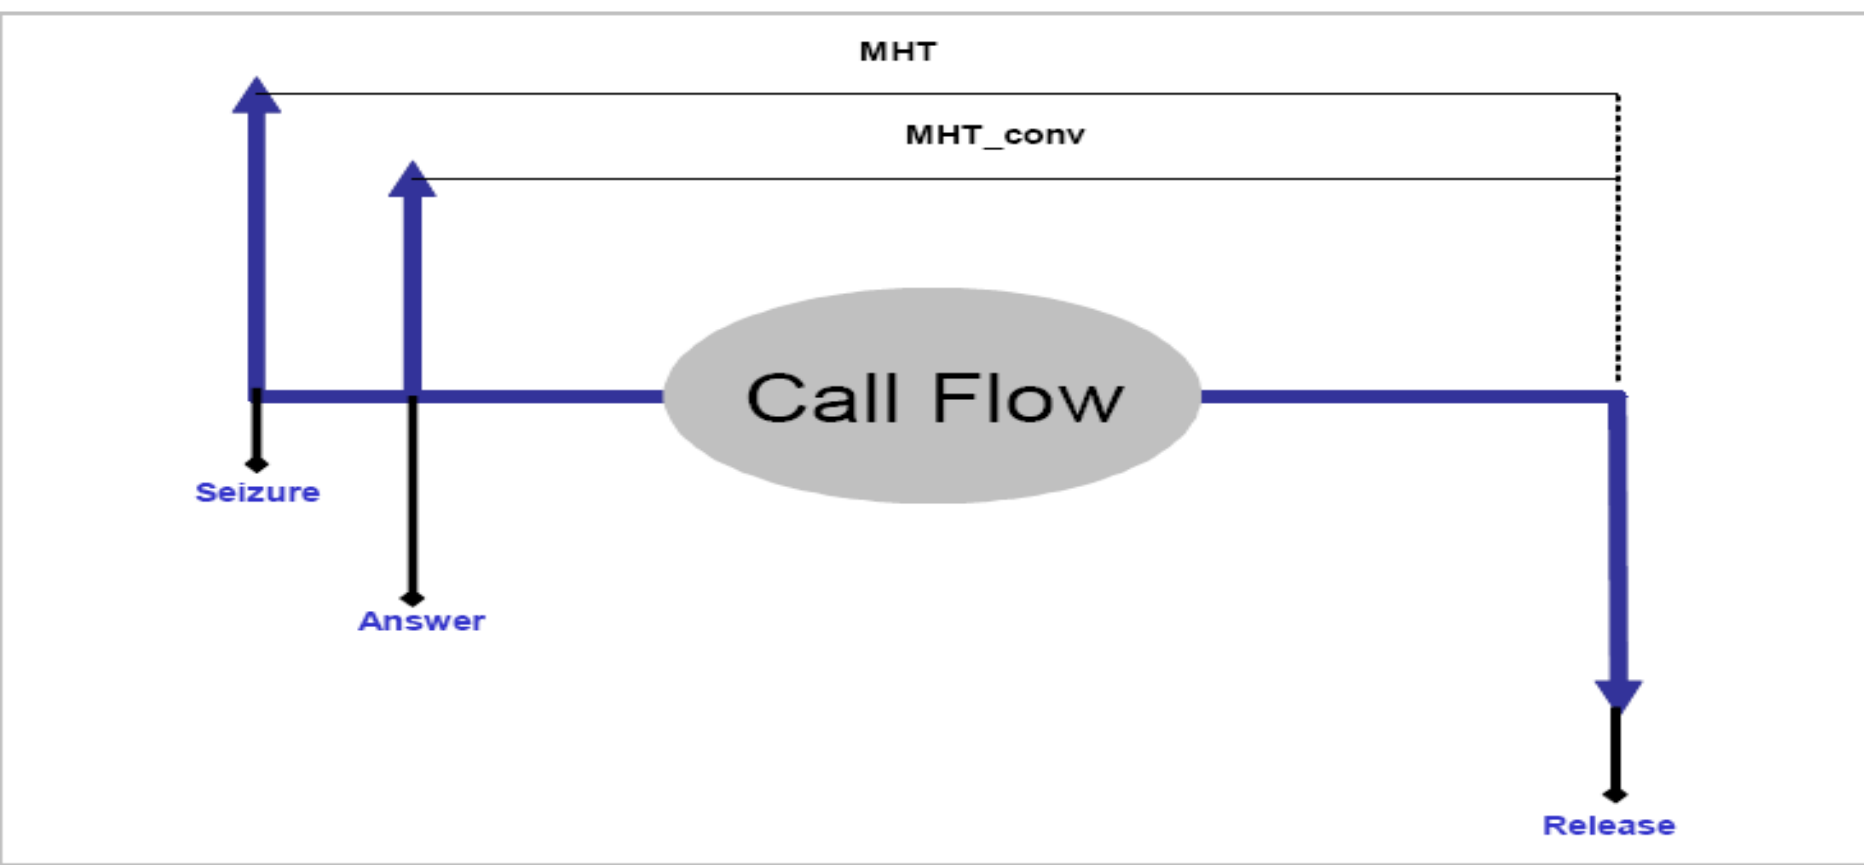 MHT
MHT_conv
Call Flow
Seizure
Answer
Release